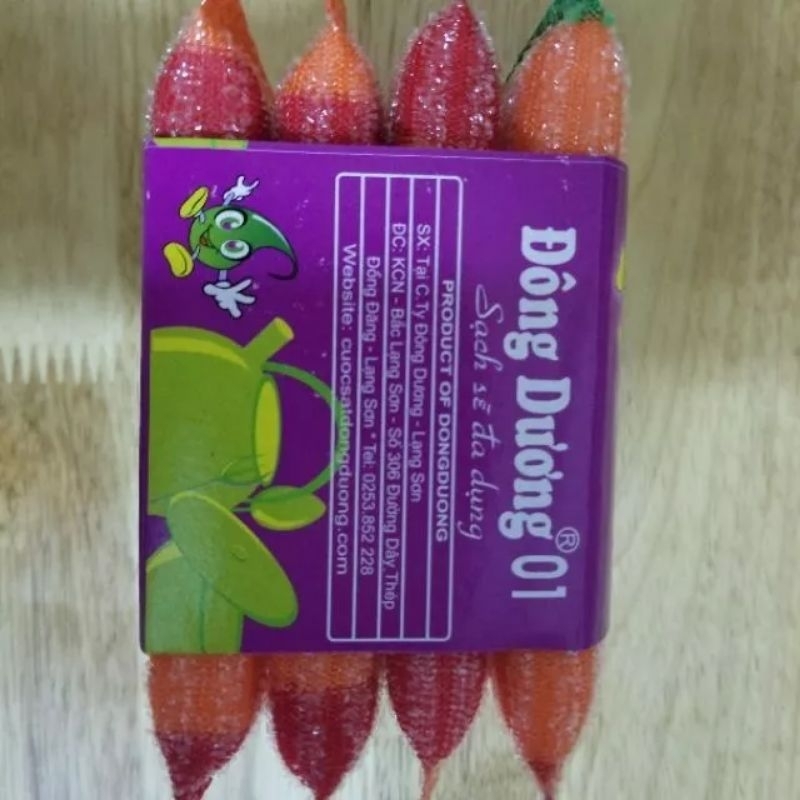 Đông Dương® 01
Sạch sẽ đa dụng
PRODUCT OF DONGDUONG
SX: Tại C.Ty Đông Dương - Lạng Sơn
ĐC: KCN - Bắc Lạng Sơn - Số 306 Đường Dây Thép
Đồng Đăng - Lạng Sơn * Tel: 0253.852 228
Website: cuocsatdongduong.com